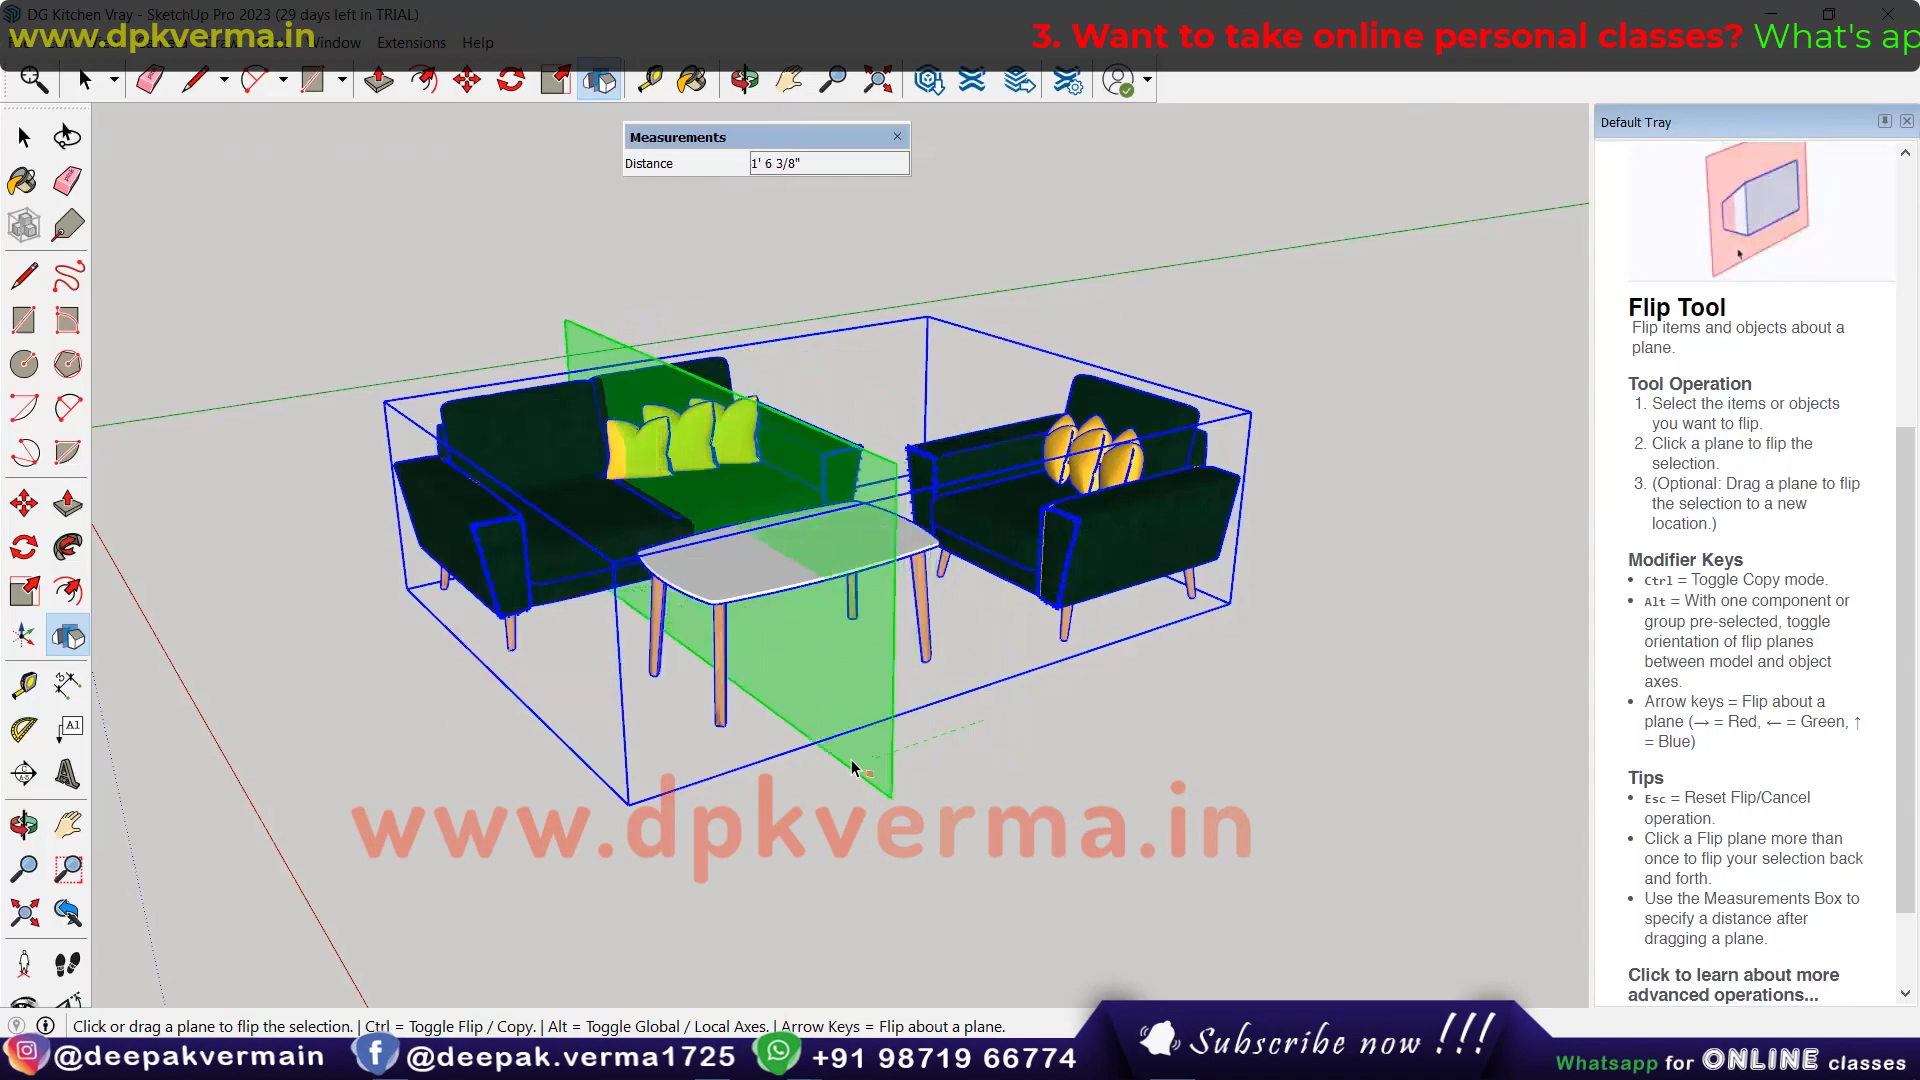 DG Kitchen Vray - SketchUp Pro 2023 (29 days left in TRIAL)
www.dpkverma.in
3. Want to take online personal classes? What's ap
Window Extensions Help
Measurements
Distance 1' 6 3/8"
Default Tray
Flip Tool
Flip items and objects about a
plane.
Tool Operation
1. Select the items or objects
you want to flip.
2. Click a plane to flip the
selection.
3. (Optional: Drag a plane to flip
the selection to a new
location.)
Modifier Keys
• Ctrl = Toggle Copy mode.
• Alt = With one component or
group pre-selected, toggle
orientation of flip planes
between model and object
axes.
• Arrow keys = Flip about a
plane (→ = Red, ← = Green, ↑
= Blue)
Tips
• Esc = Reset Flip/Cancel
operation.
• Click a Flip plane more than
once to flip your selection back
and forth.
• Use the Measurements Box to
specify a distance after
dragging a plane.
Click to learn about more
advanced operations...
A1
www.dpkverma.in
Click or drag a plane to flip the selection. | Ctrl = Toggle Flip / Copy. | Alt = Toggle Global / Local Axes. | Arrow Keys = Flip about a plane.
@deepakvermain @deepak.verma1725 +91 98719 66774
Subscribe now !!!
Whatsapp for ONLINE classes